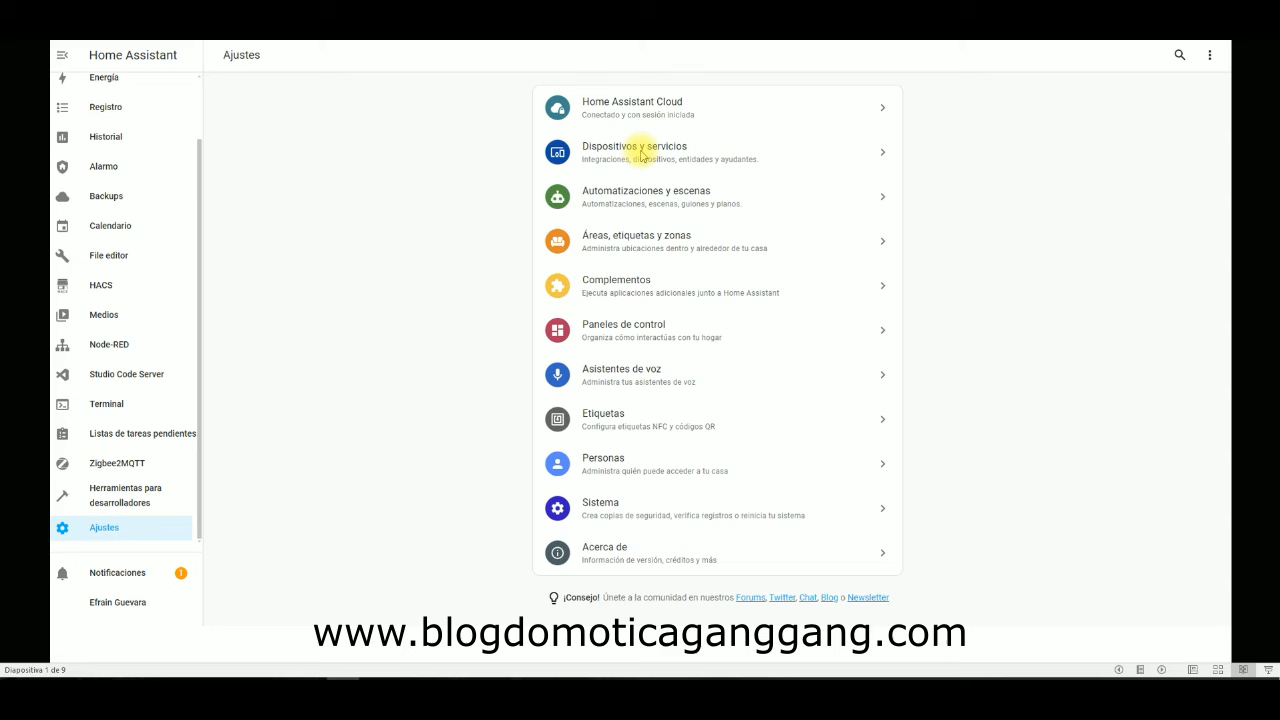 Home Assistant
Ajustes
Energía
Registro
Historial
Alarmo
Backups
Calendario
File editor
HACS
Medios
Node-RED
Studio Code Server
Terminal
Listas de tareas pendientes
Zigbee2MQTT
Herramientas para
desarrolladores
Ajustes
Notificaciones
1
Efrain Guevara
Home Assistant Cloud
Conectado y con sesión iniciada
Dispositivos y servicios
Integraciones, dispositivos, entidades y ayudantes.
Automatizaciones y escenas
Automatizaciones, escenas, guiones y planos.
Áreas, etiquetas y zonas
Administra ubicaciones dentro y alrededor de tu casa
Complementos
Ejecuta aplicaciones adicionales junto a Home Assistant
Paneles de control
Organiza cómo interactúas con tu hogar
Asistentes de voz
Administra tus asistentes de voz
Etiquetas
Configura etiquetas NFC y códigos QR
Personas
Administra quién puede acceder a tu casa
Sistema
Crea copias de seguridad, verifica registros o reinicia tu sistema
Acerca de
Información de versión, créditos y más
¡Consejo! Únete a la comunidad en nuestros Forums, Twitter, Chat, Blog o Newsletter
www.blogdomoticaganggang.com
Diapositiva 1 de 9